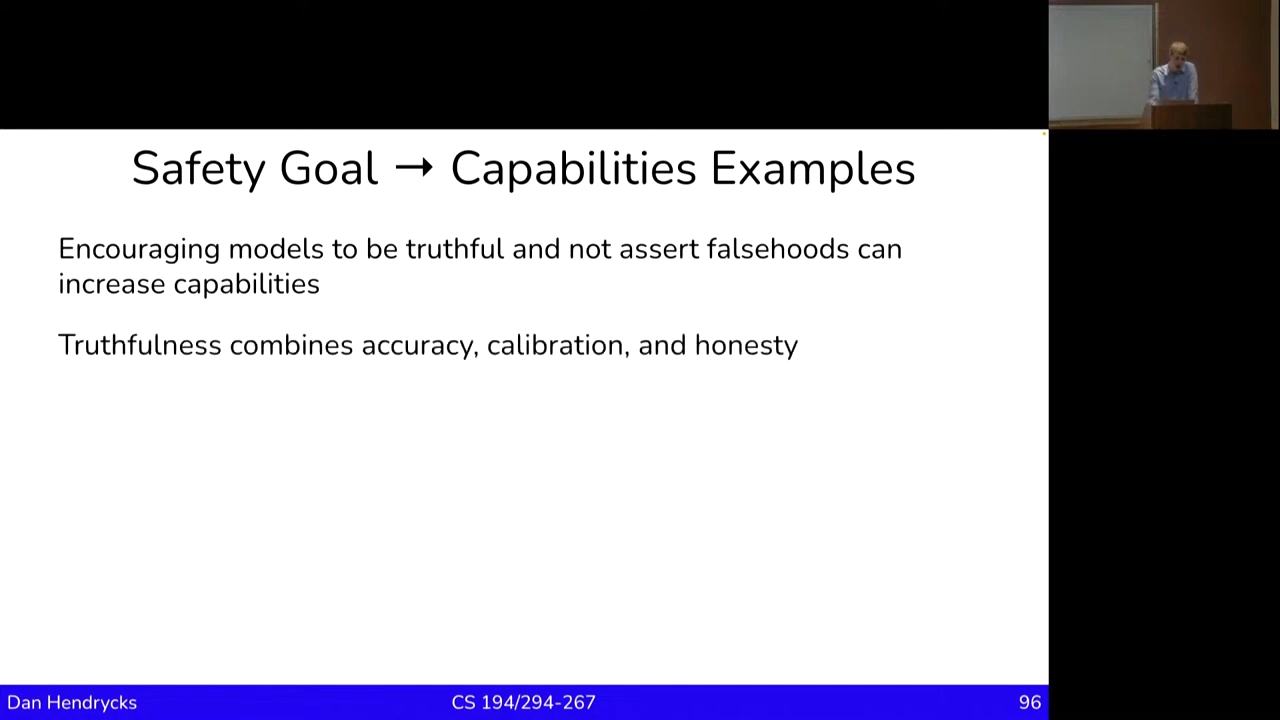 Safety Goal → Capabilities Examples
Encouraging models to be truthful and not assert falsehoods can
increase capabilities
Truthfulness combines accuracy, calibration, and honesty
Dan Hendrycks
CS 194/294-267
96